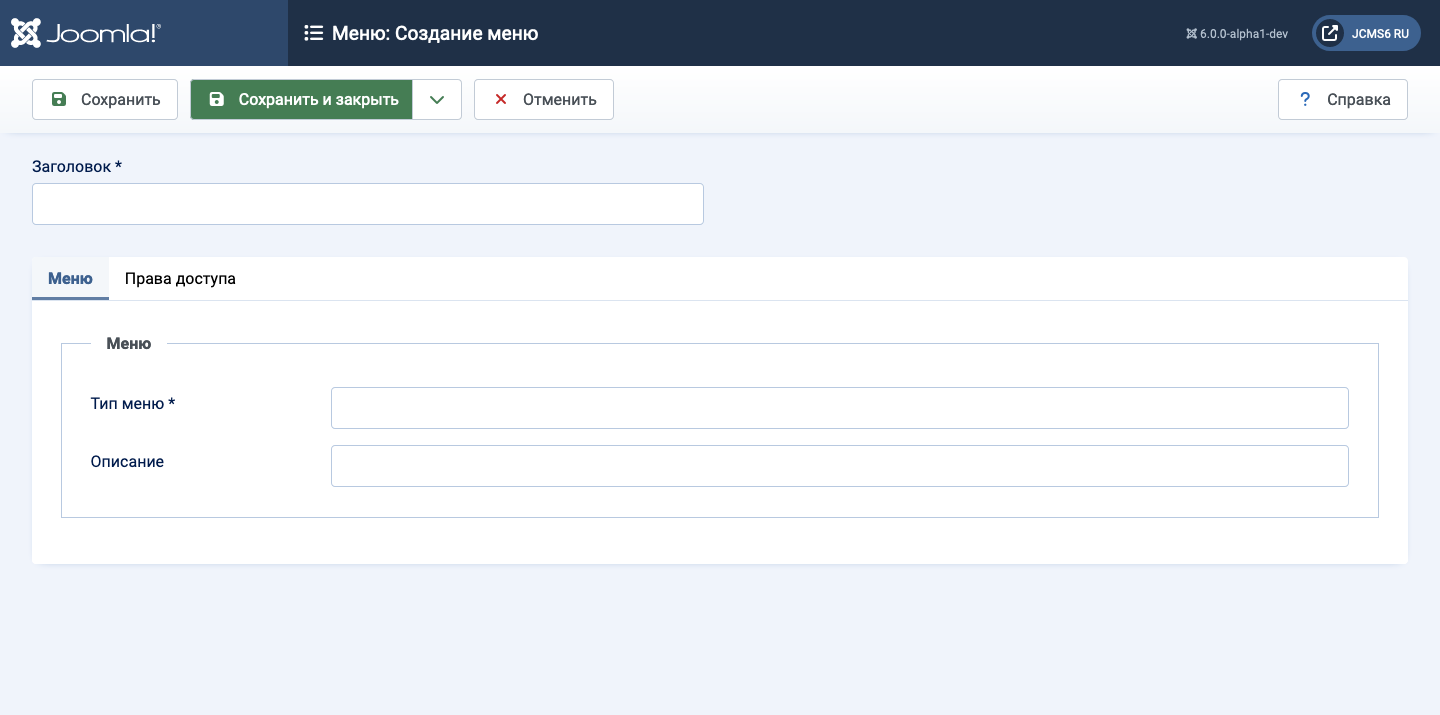 Joomla!® Меню: Создание меню 6.0.0-alpha1-dev JCMS6 RU
Сохранить Сохранить и закрыть Отменить ? Справка
Заголовок *
Меню Права доступа
Меню
Тип меню *
Описание